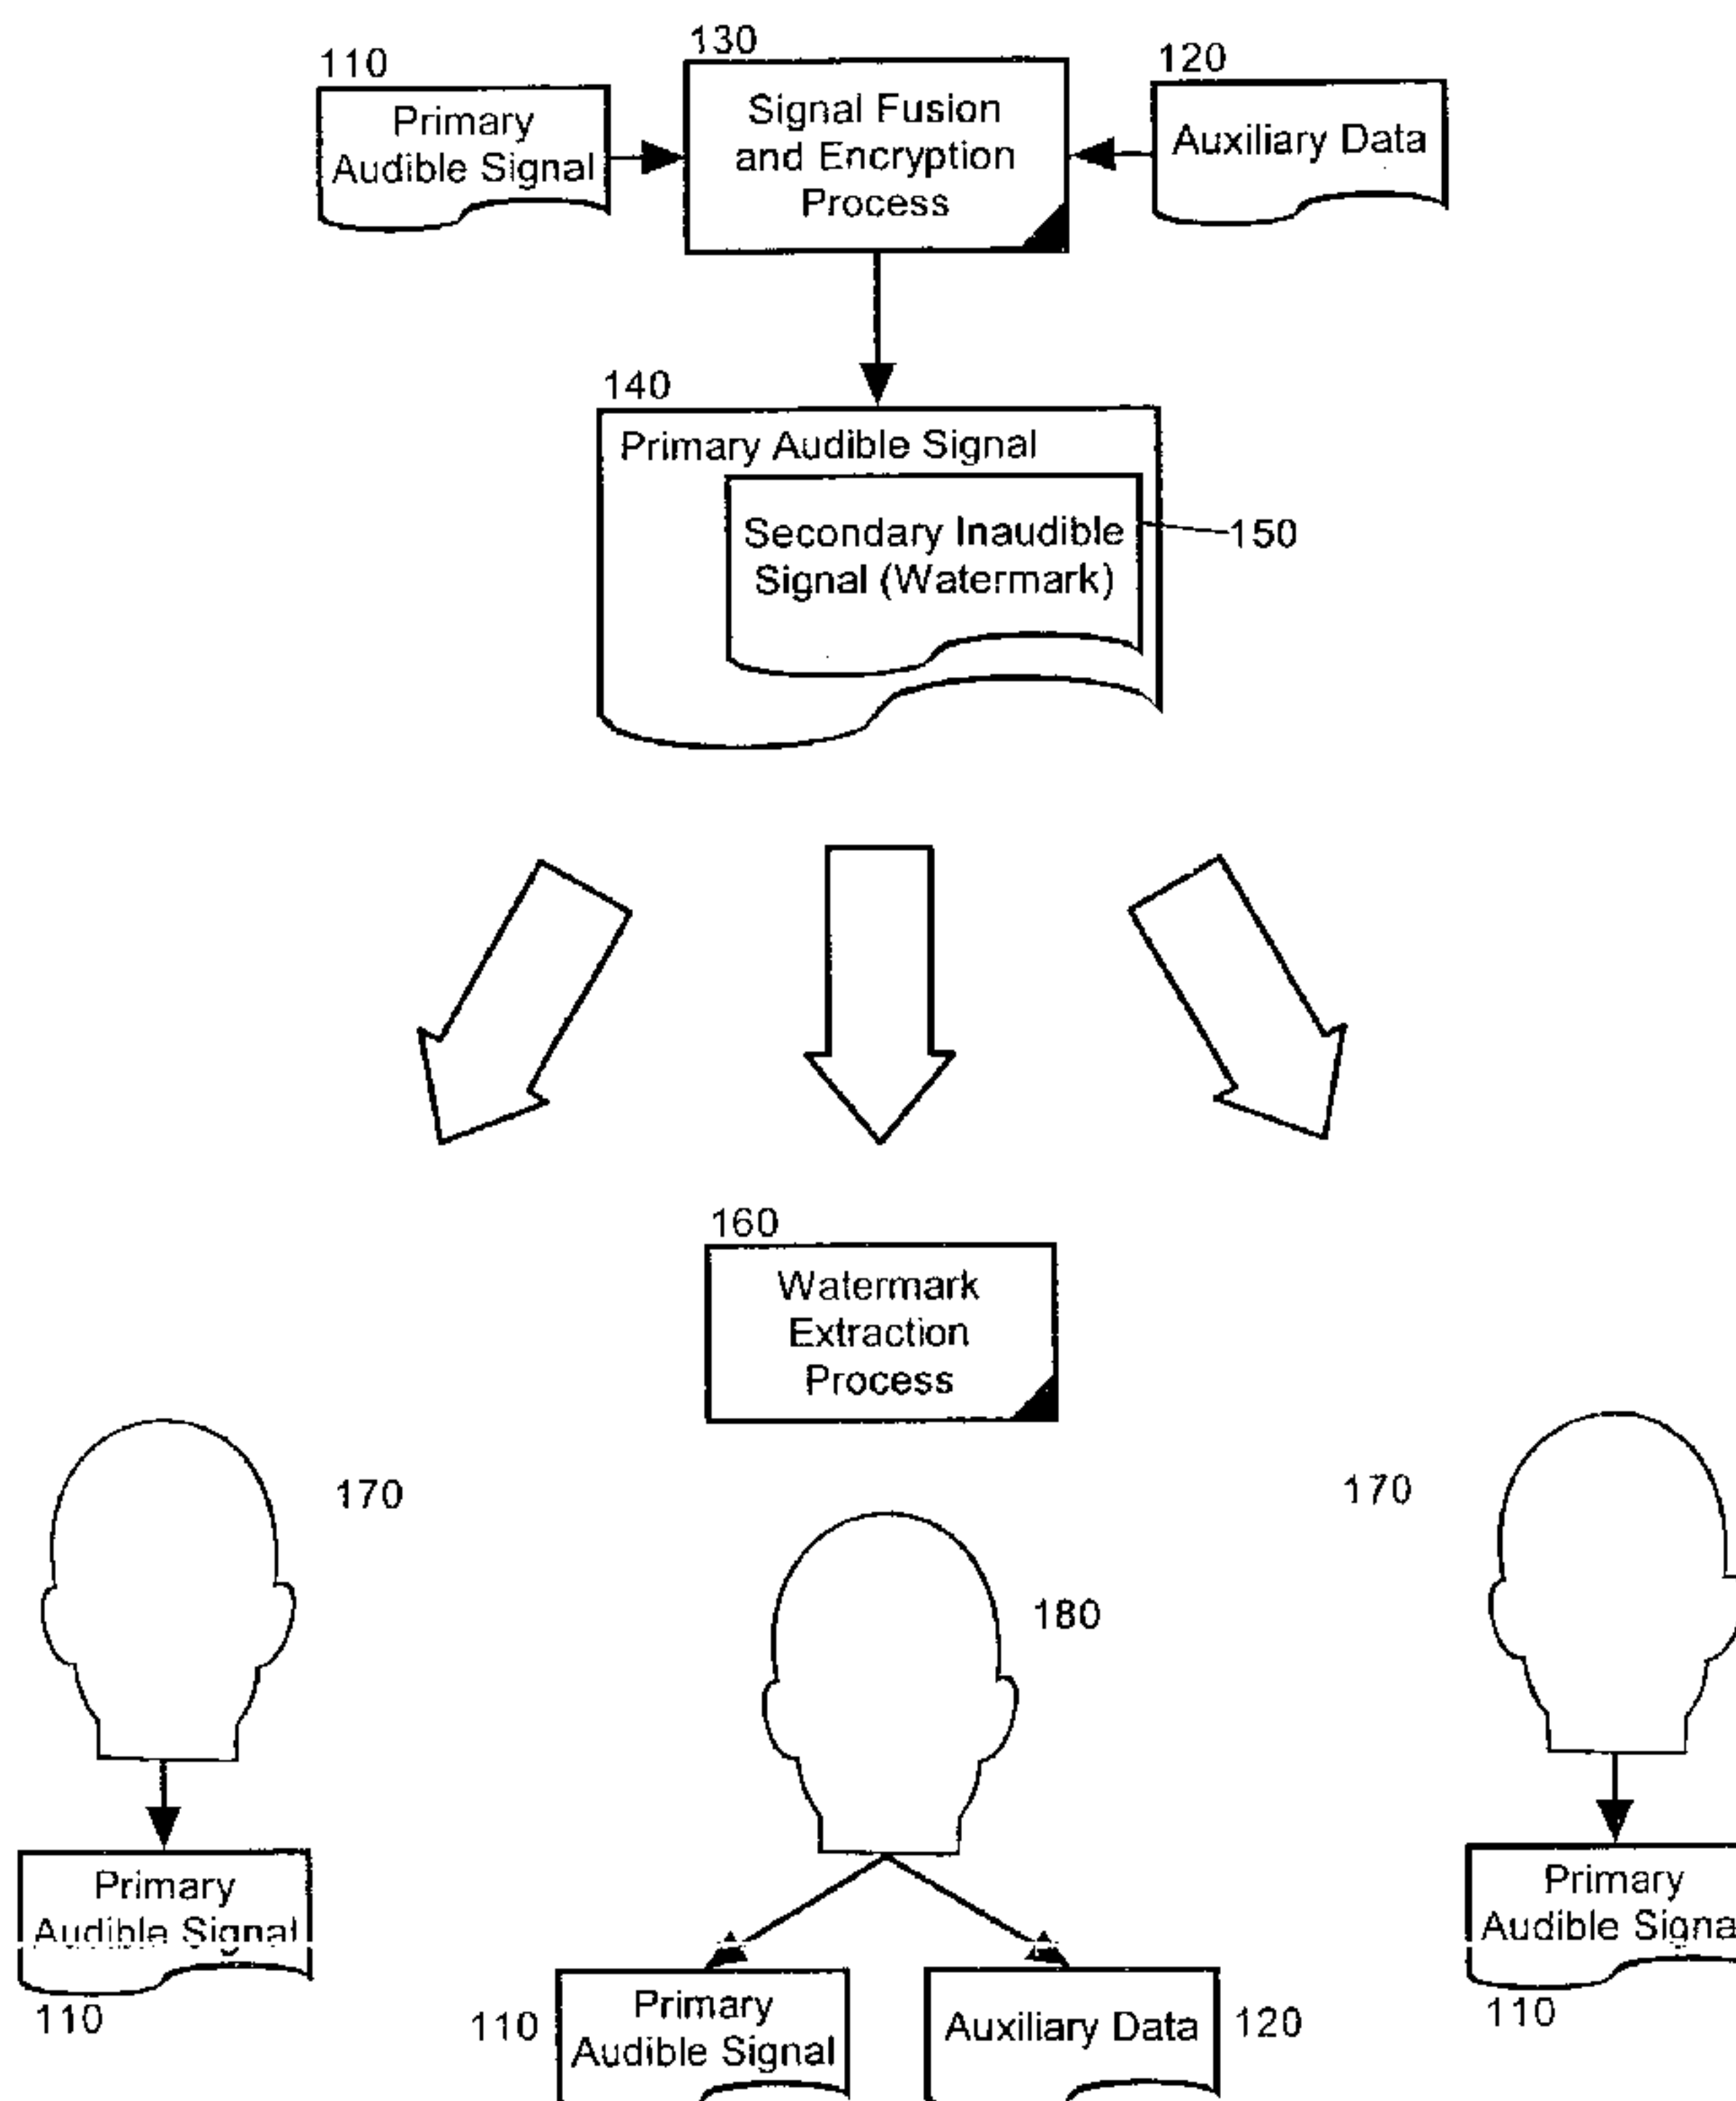 110
130
120
Primary
Audible Signal
Signal Fusion
and Encryption
Process
Auxiliary Data
140
Primary Audible Signal
Secondary Inaudible
Signal (Watermark)
150
160
Watermark
Extraction
Process
170
180
170
Primary
Audible Signal
110
110
Primary
Audible Signal
Auxiliary Data
120
Primary
Audible Signa
110